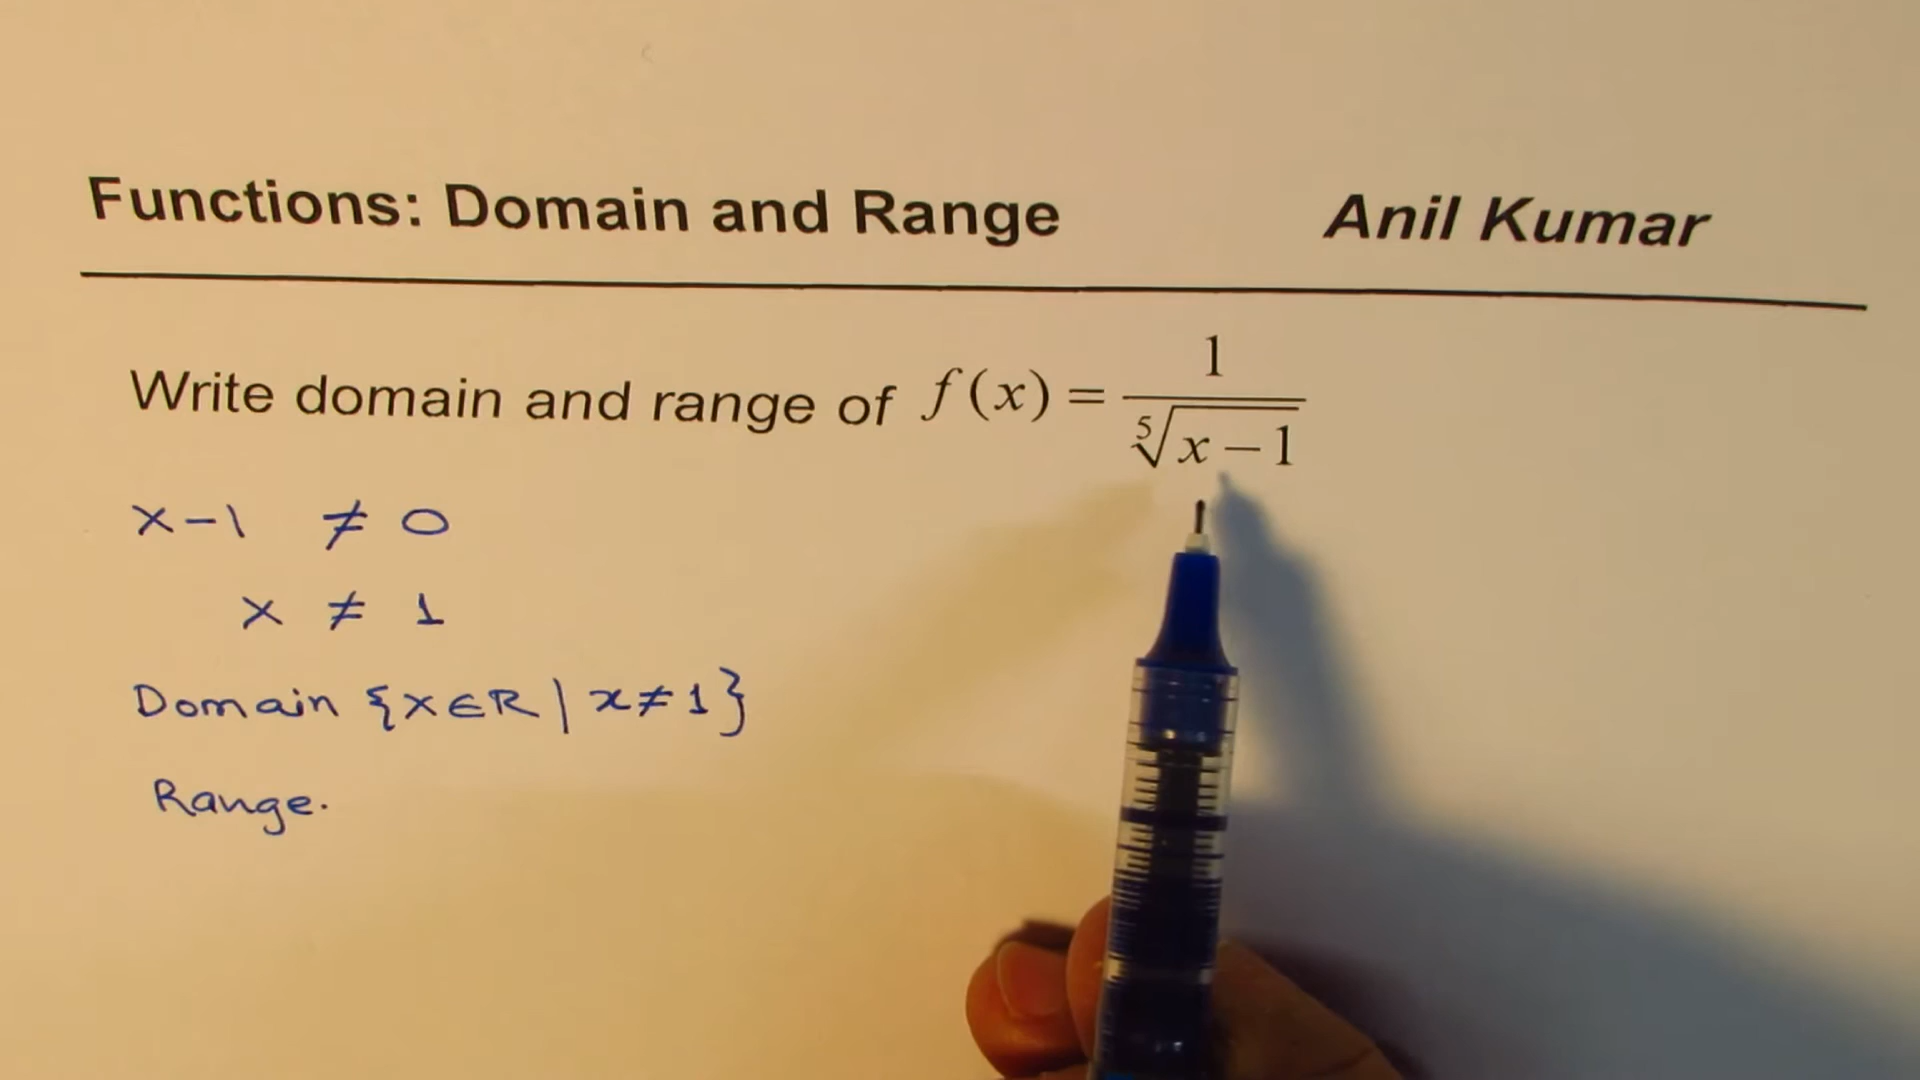 Functions: Domain and Range Anil Kumar
Write domain and range of f(x) = 1/⁵√(x−1)
x−1 ≠ 0
x ≠ 1
Domain {x∈R | x≠1}
Range.